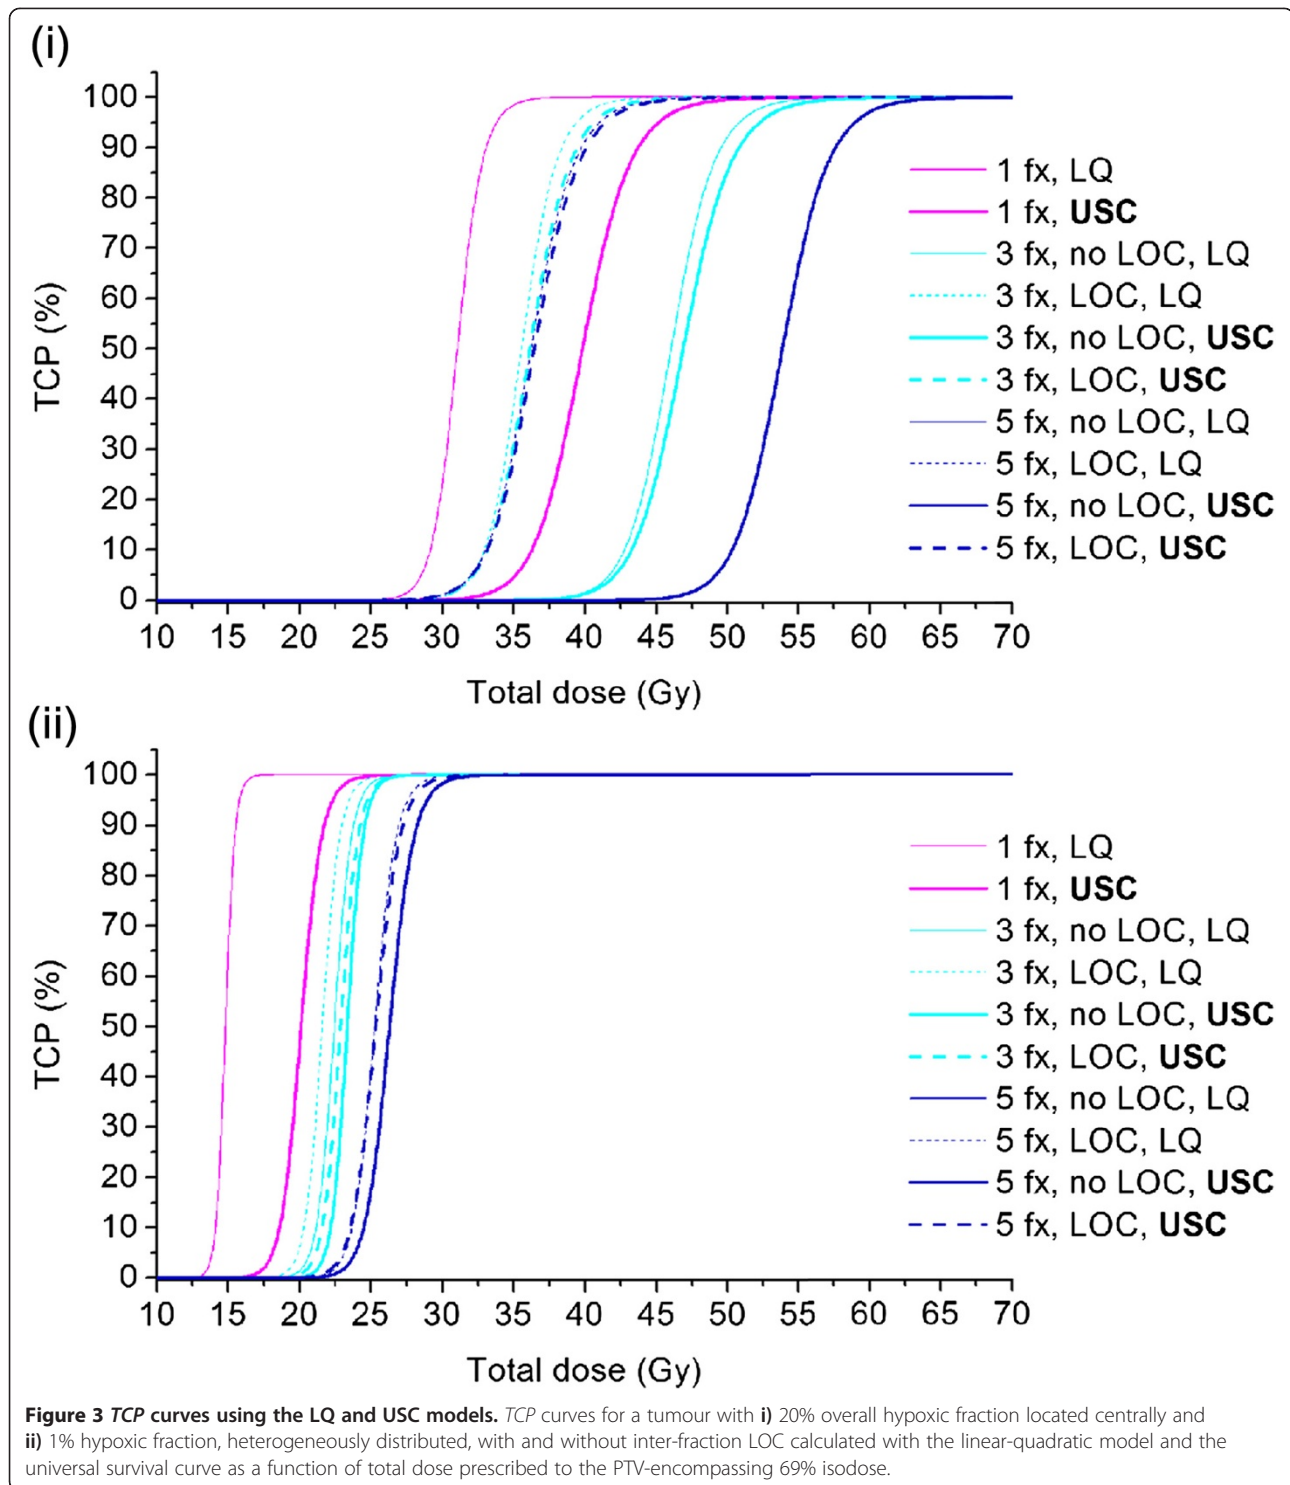 (i)
100
90
80
70
60
50
40
30
20
10
0
TCP (%)
10 15 20 25 30 35 40 45 50 55 60 65 70
Total dose (Gy)
1 fx, LQ
1 fx, USC
3 fx, no LOC, LQ
3 fx, LOC, LQ
3 fx, no LOC, USC
3 fx, LOC, USC
5 fx, no LOC, LQ
5 fx, LOC, LQ
5 fx, no LOC, USC
5 fx, LOC, USC
(ii)
100
90
80
70
60
50
40
30
20
10
0
TCP (%)
10 15 20 25 30 35 40 45 50 55 60 65 70
Total dose (Gy)
1 fx, LQ
1 fx, USC
3 fx, no LOC, LQ
3 fx, LOC, LQ
3 fx, no LOC, USC
3 fx, LOC, USC
5 fx, no LOC, LQ
5 fx, LOC, LQ
5 fx, no LOC, USC
5 fx, LOC, USC
Figure 3 TCP curves using the LQ and USC models. TCP curves for a tumour with i) 20% overall hypoxic fraction located centrally and
ii) 1% hypoxic fraction, heterogeneously distributed, with and without inter-fraction LOC calculated with the linear-quadratic model and the
universal survival curve as a function of total dose prescribed to the PTV-encompassing 69% isodose.